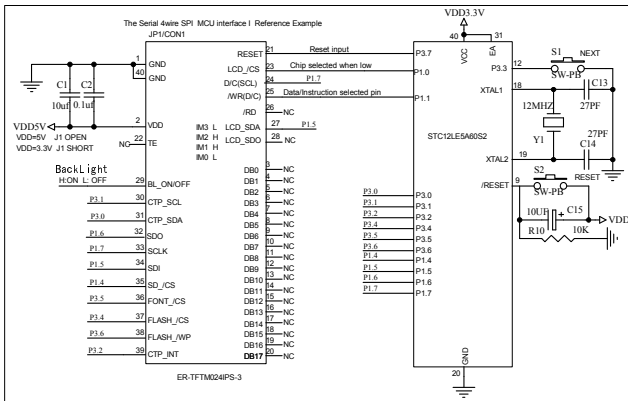 The Serial 4wire SPI MCU interface I Reference Example
JP1/CON1
VDD3.3V
40
31
VCC
EA
1
GND
40
GND
C1
10uf
C2
0.1uf
VDD5V
2
VDD
VDD=5V J1 OPEN
VDD=3.3V J1 SHORT
NC
22
TE
BackLight
H:ON L: OFF
29
BL_ON/OFF
P3.1
30
CTP_SCL
P3.0
31
CTP_SDA
P1.6
32
SDO
P1.7
33
SCLK
P1.5
34
SDI
P1.4
35
SD_/CS
P3.5
36
FONT_/CS
P3.4
37
FLASH_/CS
P3.6
38
FLASH_/WP
P3.2
39
CTP_INT
IM3 L
IM2 H
IM1 H
IM0 L
RESET
21
Reset input
P3.7
LCD_/CS
23
Chip selected when low
P1.0
D/C(SCL)
24
P1.7
/WR(D/C)
25
Data/Instruction selected pin
P1.1
/RD
26
NC
LCD_SDA
27
P1.5
LCD_SDO
28
NC
DB0
3
NC
DB1
4
NC
DB2
5
NC
DB3
6
NC
DB4
7
NC
DB5
8
NC
DB6
9
NC
DB7
10
NC
DB8
11
NC
DB9
12
NC
DB10
13
NC
DB11
14
NC
DB12
15
NC
DB13
16
NC
DB14
17
NC
DB15
18
NC
DB16
19
NC
DB17
20
NC
ER-TFTM024IPS-3
STC12LE5A60S2
P3.0
P3.0
P3.1
P3.1
P3.2
P3.2
P3.4
P3.4
P3.5
P3.5
P3.6
P3.6
P1.4
P1.4
P1.5
P1.5
P1.6
P1.6
P1.7
P1.7
GND
20
P3.3
12
S1
NEXT
SW-PB
XTAL1
18
C13
27PF
12MHZ
Y1
27PF
C14
XTAL2
19
RESET
S2
/RESET
9
SW-PB
10UF
+
C15
VDD
R10
10K